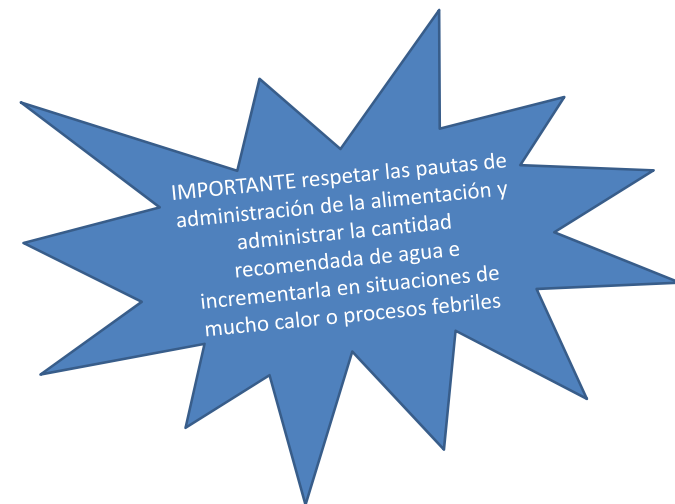 IMPORTANTE respetar las pautas de
administración de la alimentación y
administrar la cantidad
recomendada de agua e
incrementarla en situaciones de
mucho calor o procesos febriles